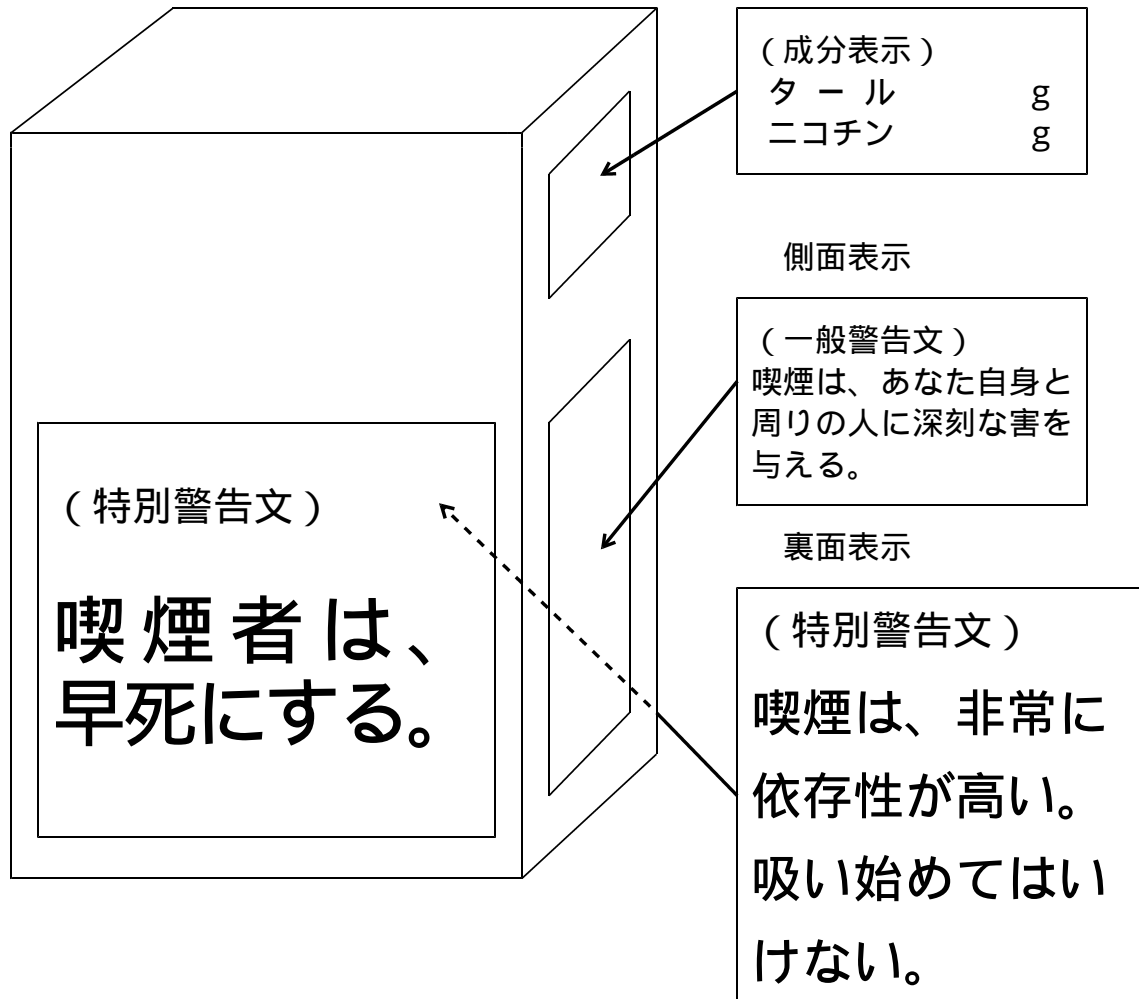 （特別警告文）
喫煙者は、
早死にする。
（成分表示）
タール g
ニコチン g
側面表示
（一般警告文）
喫煙は、あなた自身と
周りの人に深刻な害を
与える。
裏面表示
（特別警告文）
喫煙は、非常に
依存性が高い。
吸い始めてはい
けない。